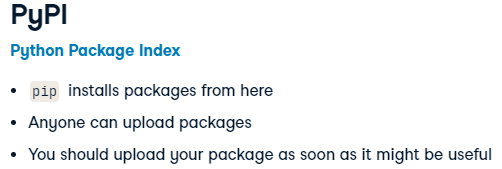 PyPI
Python Package Index
• pip installs packages from here
• Anyone can upload packages
• You should upload your package as soon as it might be useful